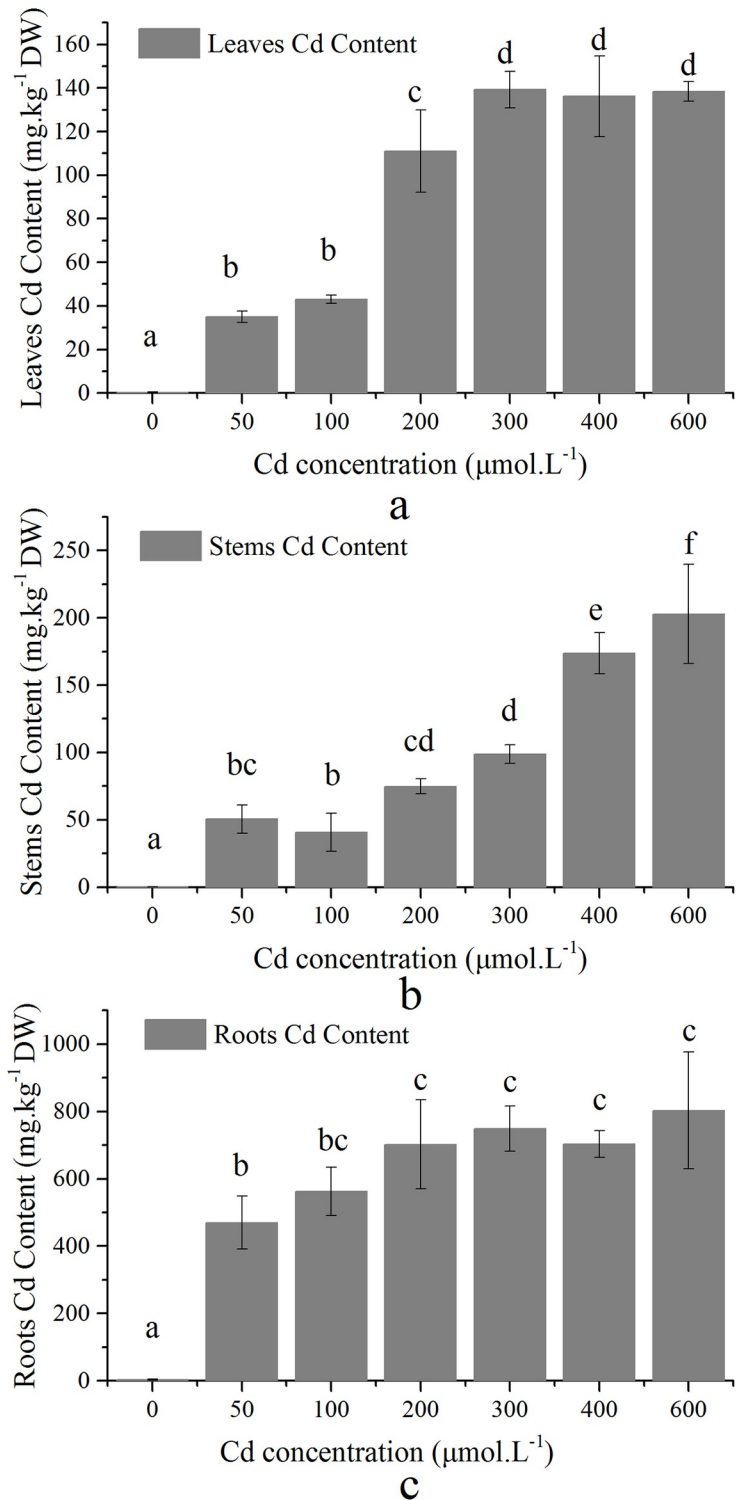 Leaves Cd Content (mg.kg⁻¹ DW)
Leaves Cd Content
160
140
120
100
80
60
40
20
0
a
b
b
c
d
d
d
0 50 100 200 300 400 600
Cd concentration (μmol.L⁻¹)
a
Stems Cd Content (mg.kg⁻¹ DW)
Stems Cd Content
250
200
150
100
50
0
a
bc
b
cd
d
e
f
0 50 100 200 300 400 600
Cd concentration (μmol.L⁻¹)
b
Roots Cd Content (mg.kg⁻¹ DW)
Roots Cd Content
1000
800
600
400
200
0
a
b
bc
c
c
c
c
0 50 100 200 300 400 600
Cd concentration (μmol.L⁻¹)
c